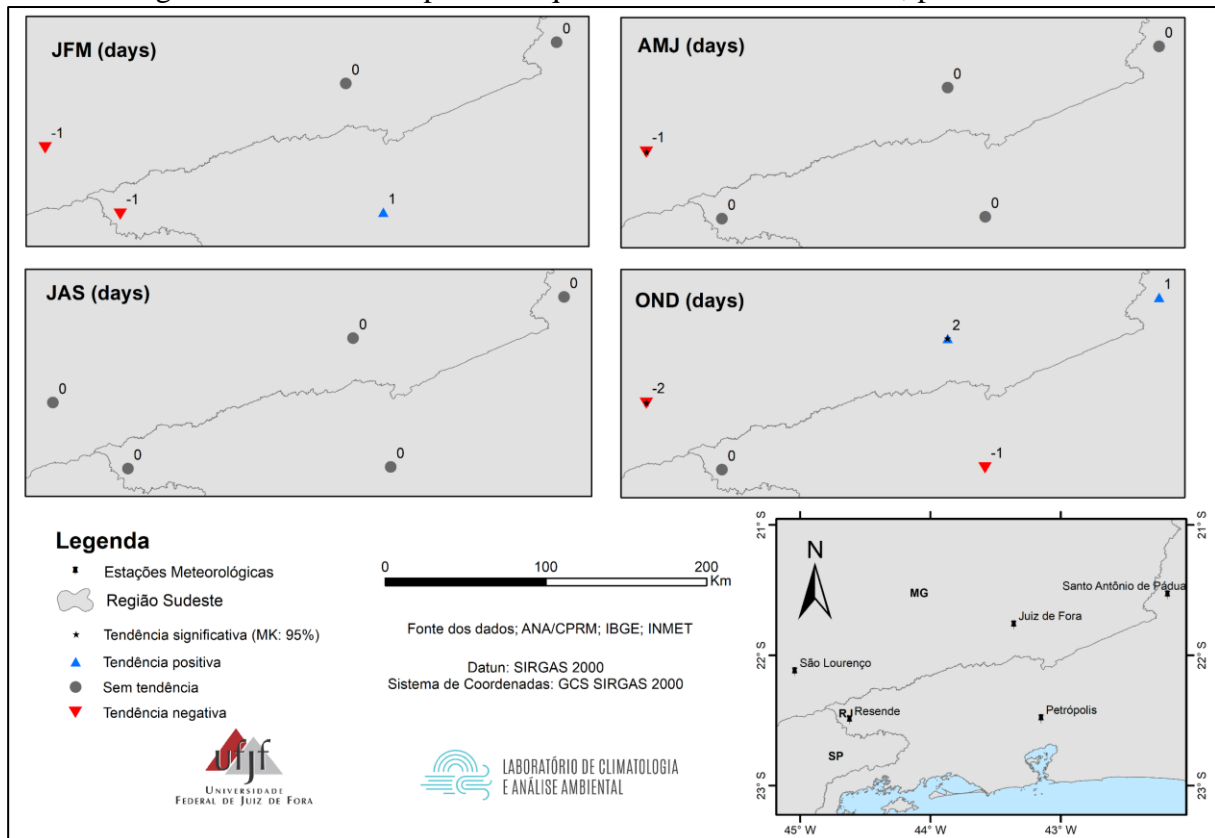 JFM (days)
0
0
-1
-1
1
AMJ (days)
0
0
-1
0
0
JAS (days)
0
0
0
0
0
OND (days)
1
2
-2
0
-1
Legenda
Estações Meteorológicas
Região Sudeste
Tendência significativa (MK: 95%)
Tendência positiva
Sem tendência
Tendência negativa
0 100 200
Km
Fonte dos dados; ANA/CPRM; IBGE; INMET
Datun: SIRGAS 2000
Sistema de Coordenadas: GCS SIRGAS 2000
ufjf
UNIVERSIDADE
FEDERAL DE JUIZ DE FORA
LABORATÓRIO DE CLIMATOLOGIA
E ANÁLISE AMBIENTAL
21° S
21° S
N
MG
Santo Antônio de Pádua
Juiz de Fora
22° S
22° S
São Lourenço
RJ
Resende
Petrópolis
SP
23° S
23° S
45° W 44° W 43° W